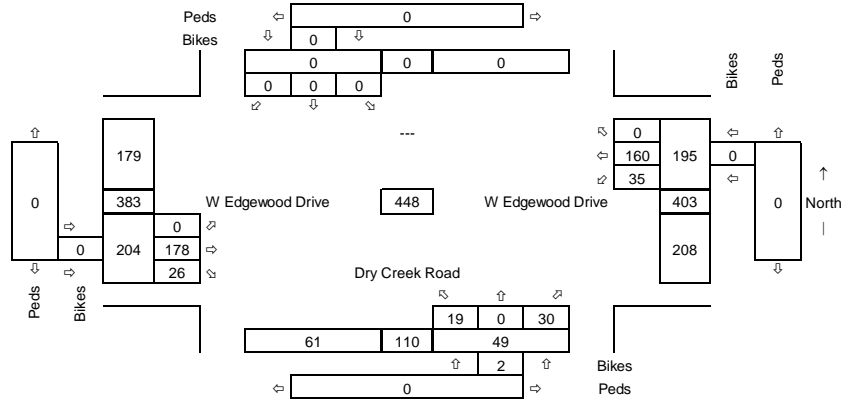 Peds 0
Bikes 0
0 0 0
0 0 0
Bikes Peds
---
179 0 195
160 0
35
0 383 W Edgewood Drive 448 W Edgewood Drive 403 0 North
0
0 204 178 208
26
Dry Creek Road
Peds Bikes
19 0 30
61 110 49
2 Bikes
0 Peds